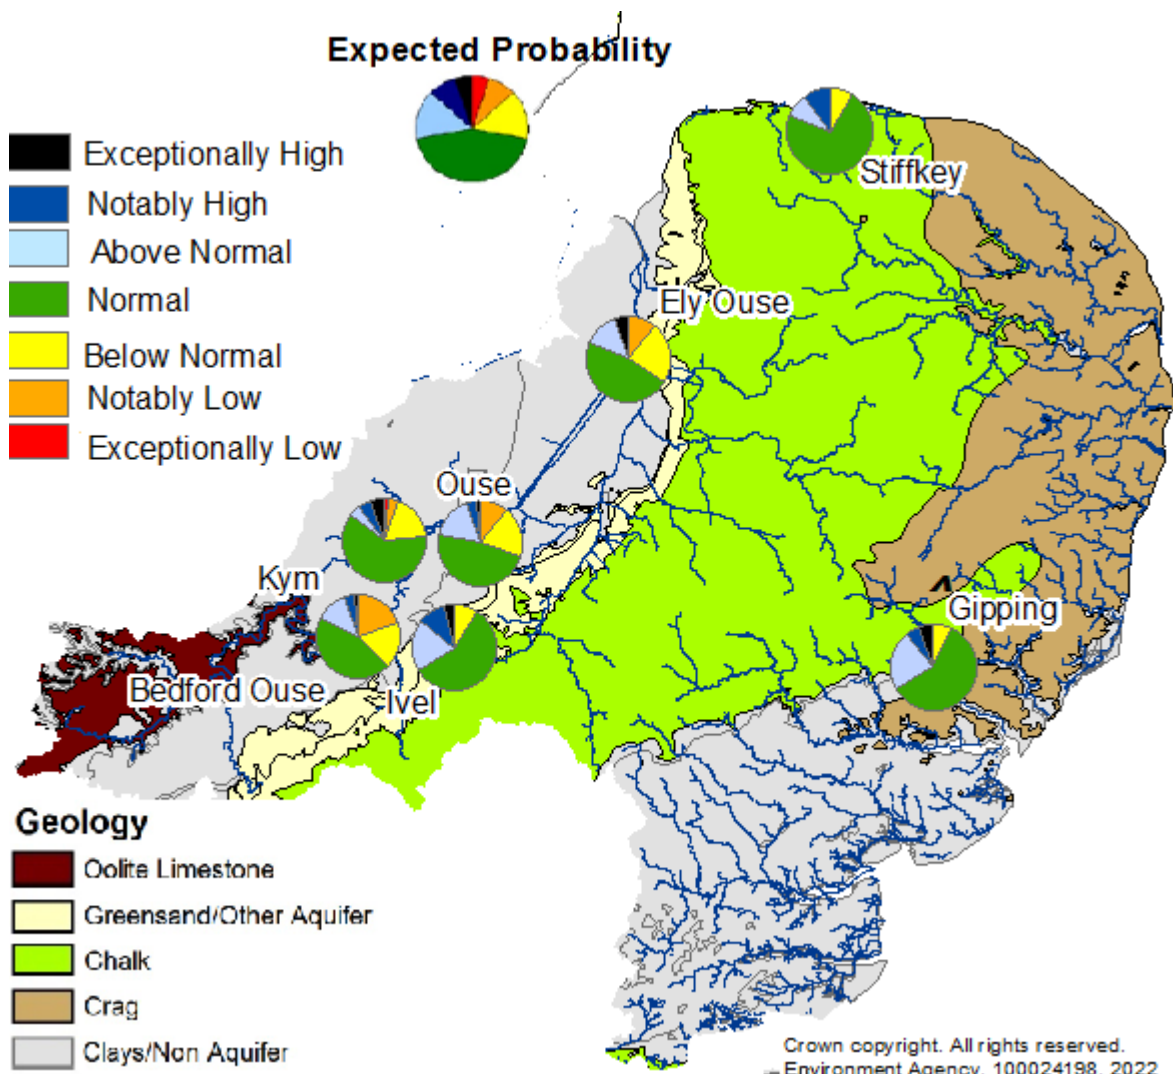 Expected Probability
Exceptionally High
Notably High
Above Normal
Normal
Below Normal
Notably Low
Exceptionally Low
Stiffkey
Ely Ouse
Ouse
Kym
Gipping
Bedford Ouse
Ivel
Geology
Oolite Limestone
Greensand/Other Aquifer
Chalk
Crag
Clays/Non Aquifer
Crown copyright. All rights reserved.
Environment Agency, 100024198, 2022